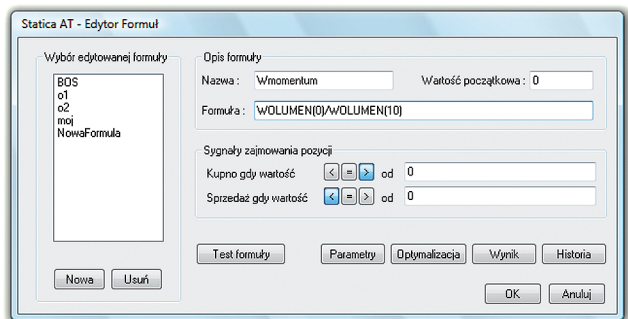 Statica AT - Edytor Formuł
Wybór edytowanej formuły
BOS
o1
o2
moj
NowaFormula
Nowa Usuń
Opis formuły
Nazwa : Wmomentum Wartość początkowa : 0
Formuła : WOLUMEN(0)/WOLUMEN(10)
Sygnały zajmowania pozycji
Kupno gdy wartość < = > od 0
Sprzedaż gdy wartość < = > od 0
Test formuły Parametry Optymalizacja Wynik Historia
OK Anuluj